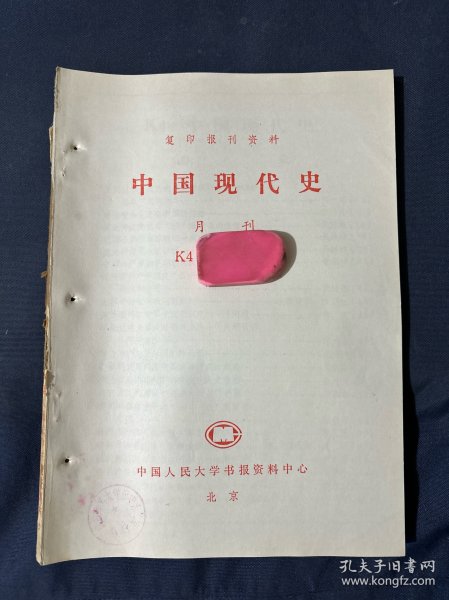 复印报刊资料
中国现代史
月刊
K4
中国人民大学书报资料中心
北京
孔夫子旧书网
www.kongfz.com